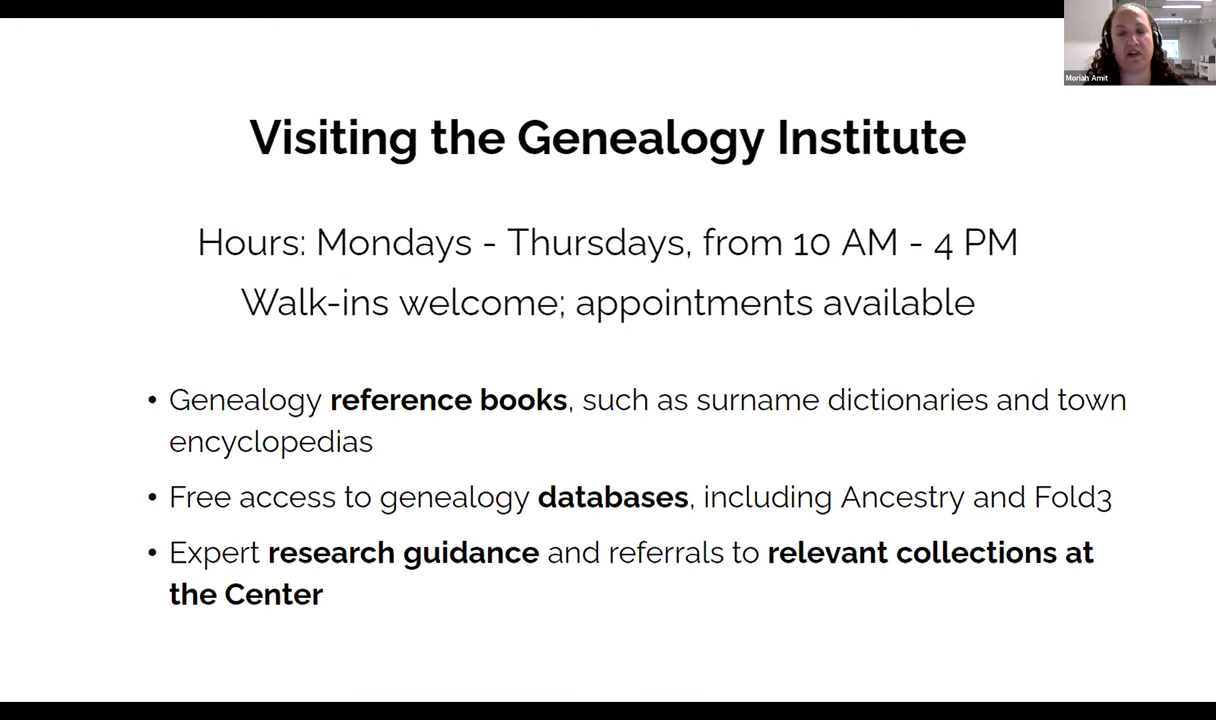 Moriah Amit
Visiting the Genealogy Institute
Hours: Mondays - Thursdays, from 10 AM - 4 PM
Walk-ins welcome; appointments available
• Genealogy reference books, such as surname dictionaries and town
encyclopedias
• Free access to genealogy databases, including Ancestry and Fold3
• Expert research guidance and referrals to relevant collections at
the Center